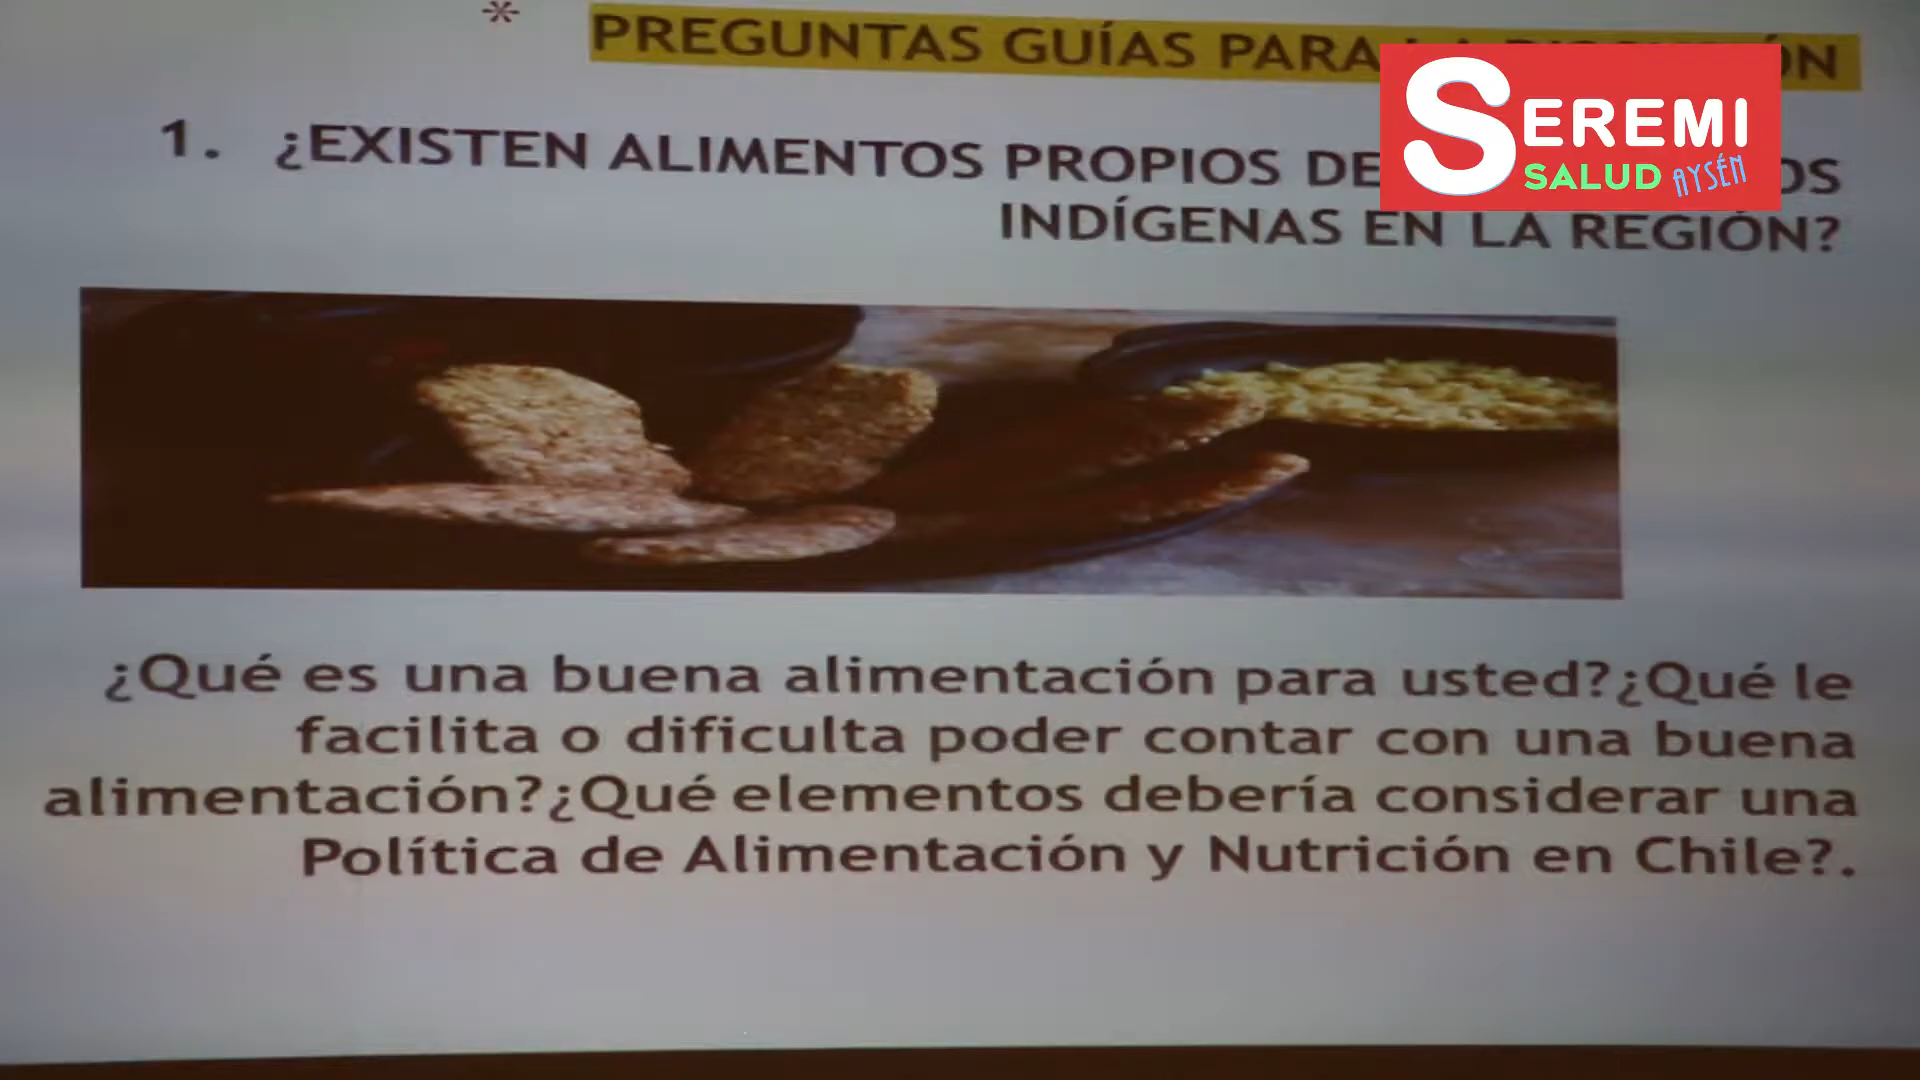 * PREGUNTAS GUÍAS PARA
1. ¿EXISTEN ALIMENTOS PROPIOS DE
INDÍGENAS EN LA REGIÓN?
SEREMI
SALUD AYSÉN
¿Qué es una buena alimentación para usted?¿Qué le
facilita o dificulta poder contar con una buena
alimentación?¿Qué elementos debería considerar una
Política de Alimentación y Nutrición en Chile?.